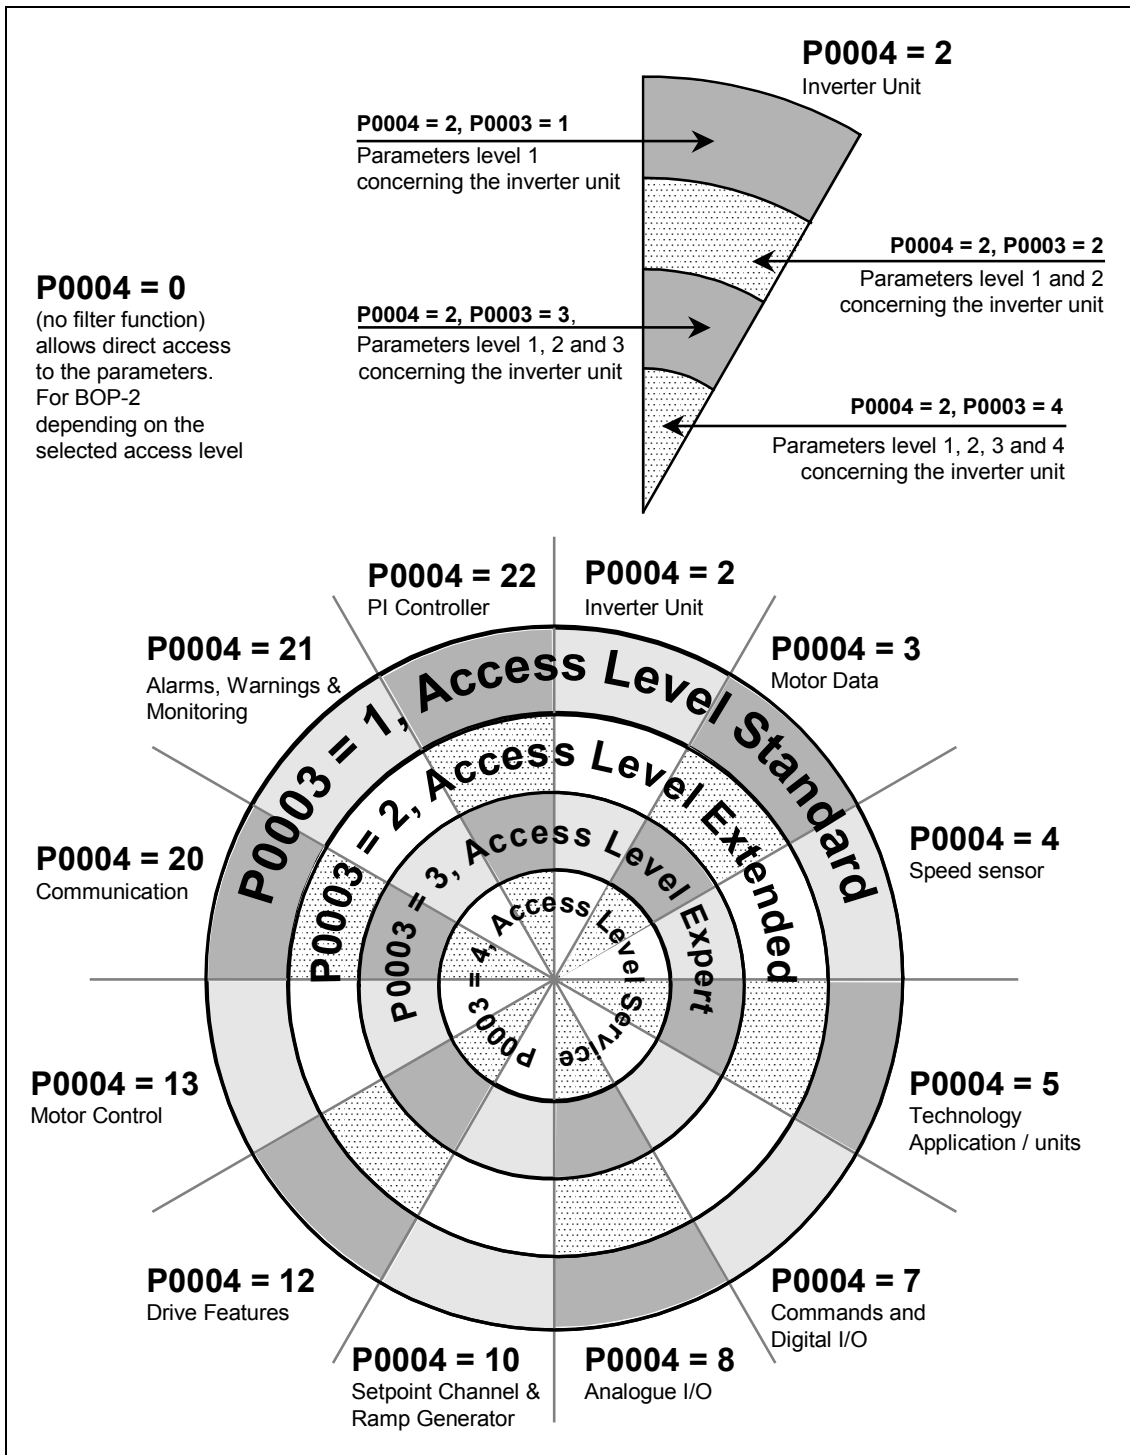 P0004 = 2
Inverter Unit
P0004 = 2, P0003 = 1
Parameters level 1
concerning the inverter unit
P0004 = 2, P0003 = 2
Parameters level 1 and 2
concerning the inverter unit
P0004 = 0
(no filter function)
allows direct access
to the parameters.
For BOP-2
depending on the
selected access level
P0004 = 2, P0003 = 3,
Parameters level 1, 2 and 3
concerning the inverter unit
P0004 = 2, P0003 = 4
Parameters level 1, 2, 3 and 4
concerning the inverter unit
P0004 = 22
PI Controller
P0004 = 2
Inverter Unit
P0004 = 21
Alarms, Warnings &
Monitoring
P0004 = 3
Motor Data
P0003 = 1, Access Level Standard
P0003 = 2, Access Level Extended
P0003 = 3, Access Level Expert
P0003 = 4, Access Level Service
P0004 = 20
Communication
P0004 = 4
Speed sensor
P0004 = 13
Motor Control
P0004 = 5
Technology
Application / units
P0004 = 12
Drive Features
P0004 = 7
Commands and
Digital I/O
P0004 = 10
Setpoint Channel &
Ramp Generator
P0004 = 8
Analogue I/O